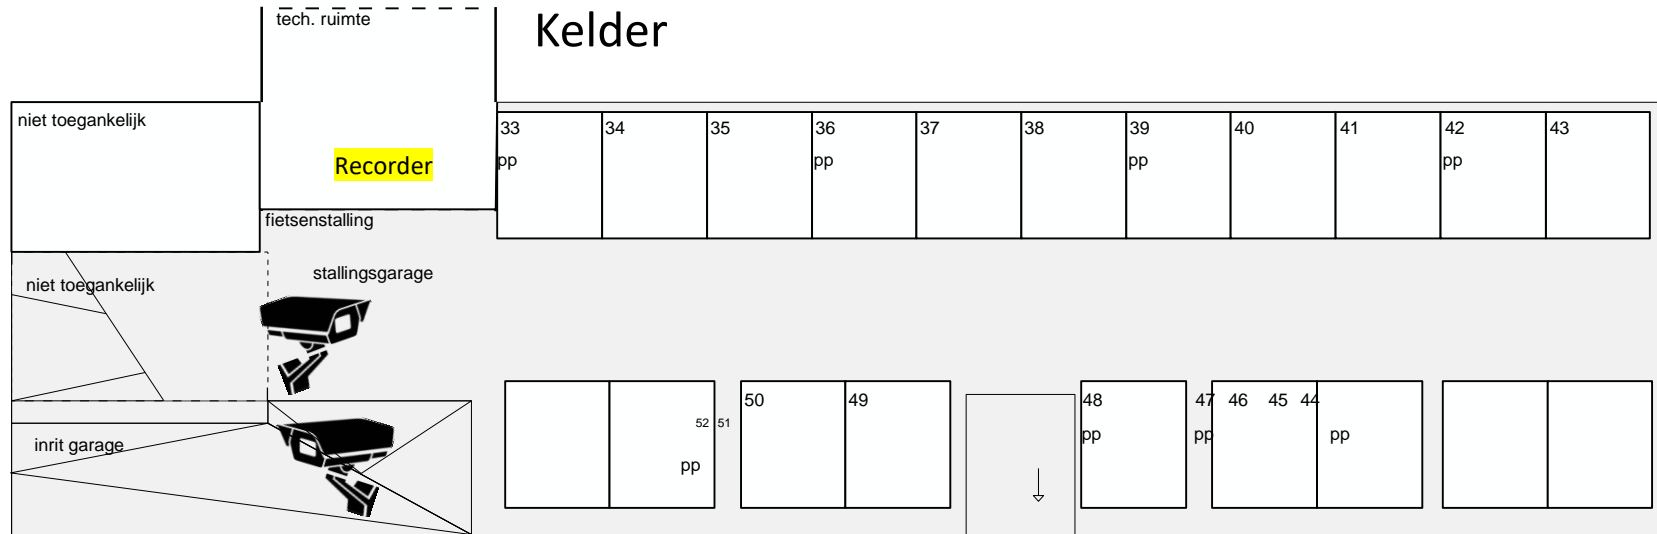 tech. ruimte
Kelder
niet toegankelijk
Recorder
33 34 35 36 37 38 39 40 41 42 43
pp pp pp pp
fietsenstalling
stallingsgarage
niet toegankelijk
50 49 48 47 46 45 44
52 51
inrit garage
pp pp pp
pp